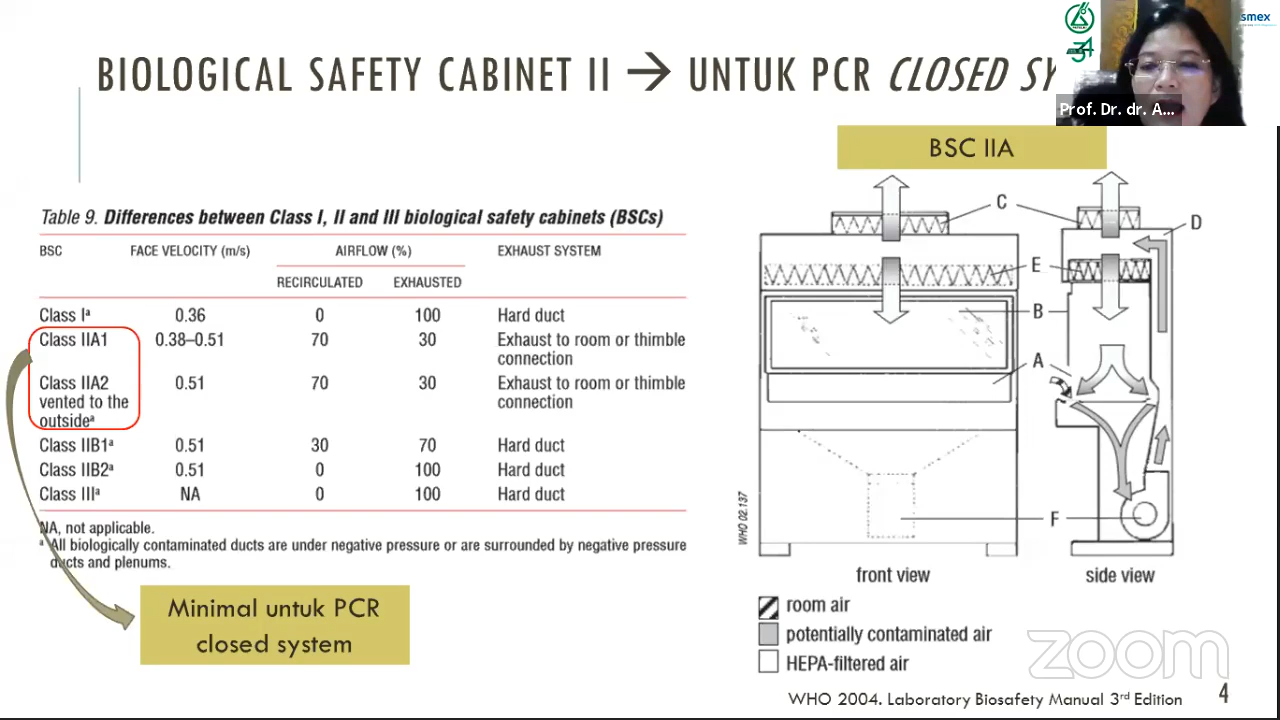 BIOLOGICAL SAFETY CABINET II → UNTUK PCR CLOSED SY
smex
34
Prof. Dr. dr. A...
BSC IIA
Table 9. Differences between Class I, II and III biological safety cabinets (BSCs)
BSC FACE VELOCITY (m/s) AIRFLOW (%) EXHAUST SYSTEM
RECIRCULATED EXHAUSTED
Class Iª 0.36 0 100 Hard duct
Class IIA1 0.38–0.51 70 30 Exhaust to room or thimble
connection
Class IIA2 0.51 70 30 Exhaust to room or thimble
vented to the connection
outsideª
Class IIB1ª 0.51 30 70 Hard duct
Class IIB2ª 0.51 0 100 Hard duct
Class IIIª NA 0 100 Hard duct
NA, not applicable.
ª All biologically contaminated ducts are under negative pressure or are surrounded by negative pressure
ducts and plenums.
Minimal untuk PCR
closed system
C
D
E
B
A
F
WHO 02.137
front view side view
room air
potentially contaminated air
HEPA-filtered air
zoom
WHO 2004. Laboratory Biosafety Manual 3rd Edition
4